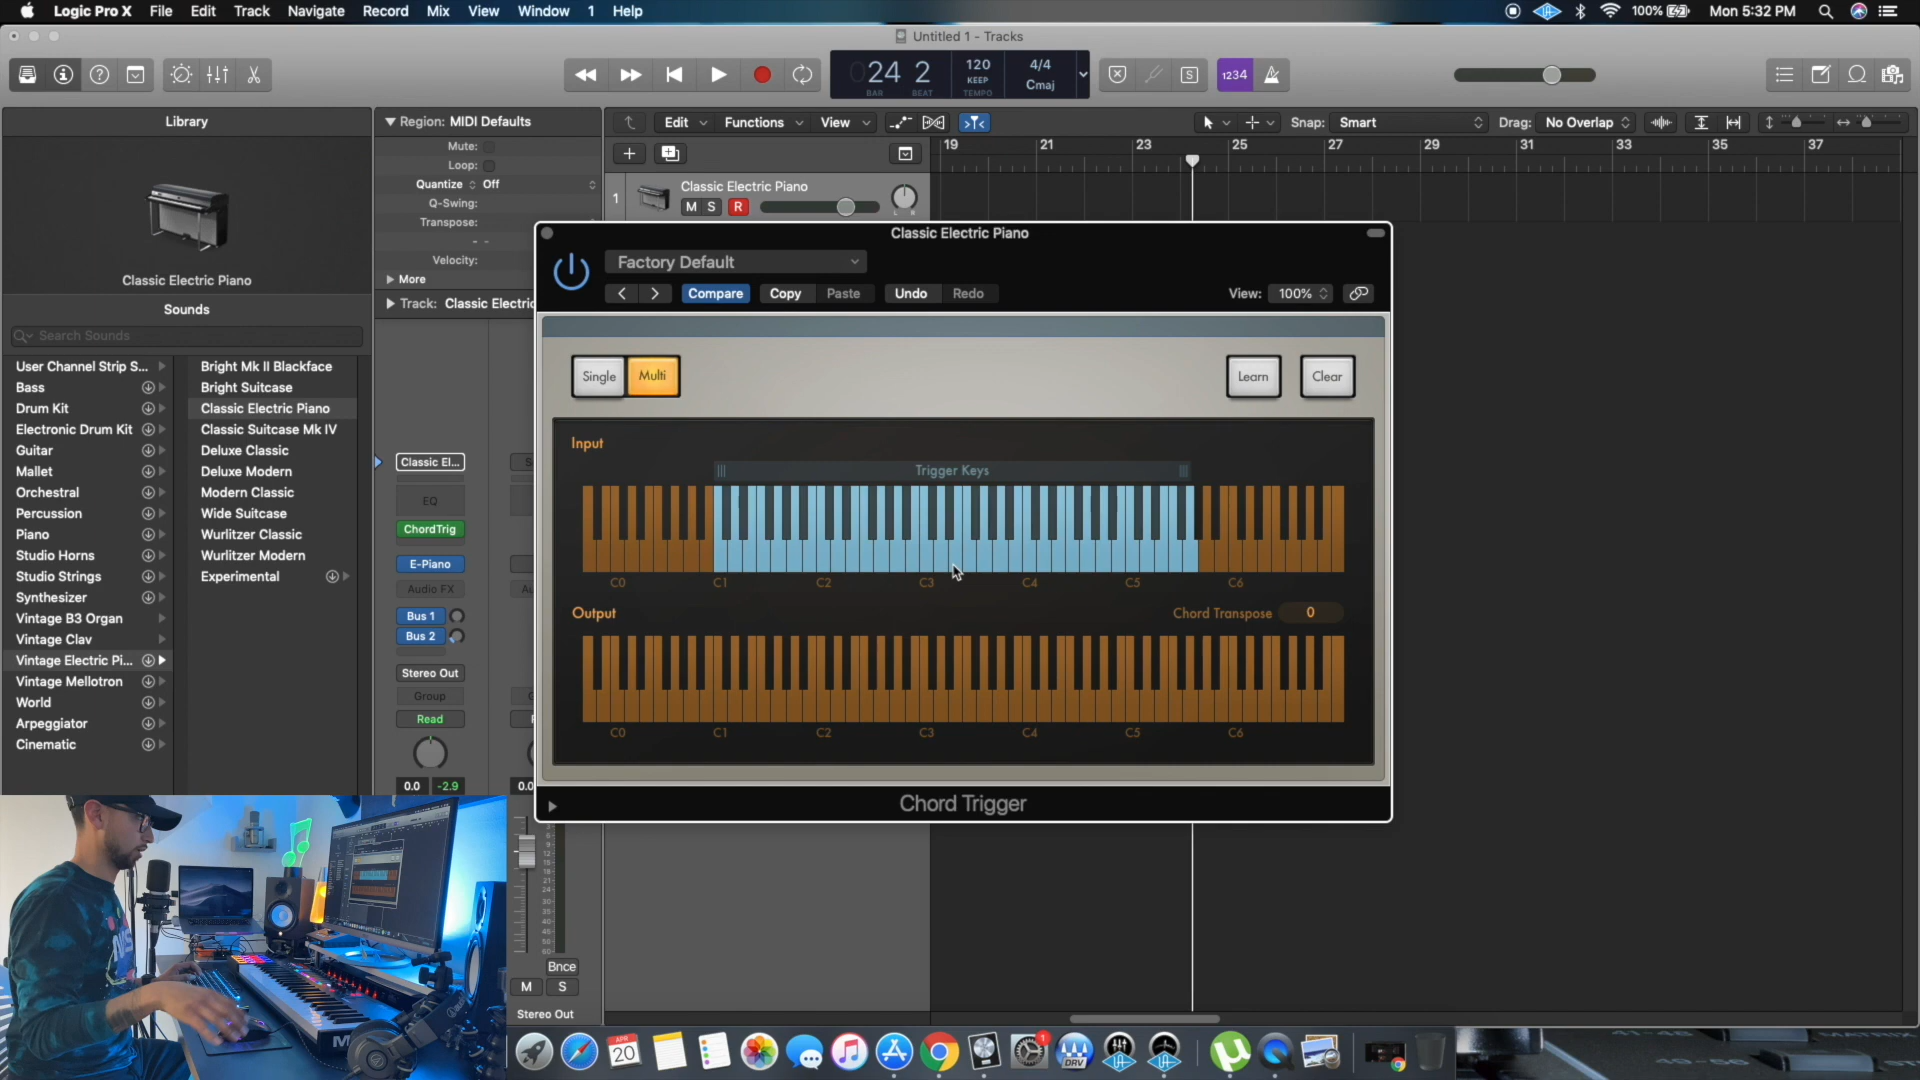 Logic Pro X File Edit Track Navigate Record Mix View Window 1 Help
100% Mon 5:32 PM
Untitled 1 - Tracks
24 2 120 KEEP 4/4 Cmaj
BAR BEAT TEMPO
S 1234
Library
Region: MIDI Defaults
Edit Functions View
Snap: Smart
Drag: No Overlap
19 21 23 25 27 29 31 33 35 37
Mute:
Loop:
Quantize Off
Q-Swing:
Transpose:
Velocity:
More
Track: Classic Electric
1 Classic Electric Piano
M S R
L R
Classic Electric Piano
Sounds
Search Sounds
User Channel Strip S...
Bass
Drum Kit
Electronic Drum Kit
Guitar
Mallet
Orchestral
Percussion
Piano
Studio Horns
Studio Strings
Synthesizer
Vintage B3 Organ
Vintage Clav
Vintage Electric Pi...
Vintage Mellotron
World
Arpeggiator
Cinematic
Bright Mk II Blackface
Bright Suitcase
Classic Electric Piano
Classic Suitcase Mk IV
Deluxe Classic
Deluxe Modern
Modern Classic
Wide Suitcase
Wurlitzer Classic
Wurlitzer Modern
Experimental
Classic El...
EQ
ChordTrig
E-Piano
Audio FX
Bus 1
Bus 2
Stereo Out
Group
Read
0.0 -2.9
0.0
Bnce
M S
Stereo Out
Classic Electric Piano
Factory Default
Compare Copy Paste Undo Redo
View: 100%
Single Multi
Learn Clear
Input
Trigger Keys
C0 C1 C2 C3 C4 C5 C6
Output
Chord Transpose 0
C0 C1 C2 C3 C4 C5 C6
Chord Trigger
APR
20
1
DRV